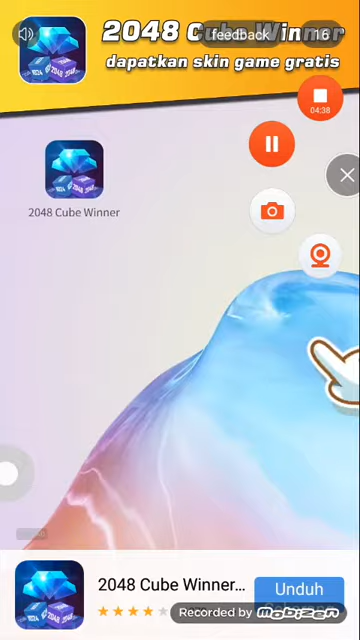 2048 Cube Winner
feedback
16
dapatkan skin game gratis
04:38
2048 Cube Winner
2048 Cube Winner...
Unduh
Recorded by mobizen